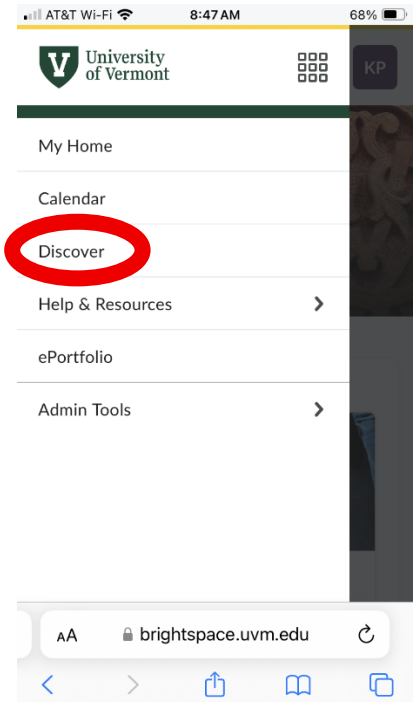 AT&T Wi-Fi 8:47 AM 68%
V University
of Vermont
KP
My Home
Calendar
Discover
Help & Resources
ePortfolio
Admin Tools
AA brightspace.uvm.edu